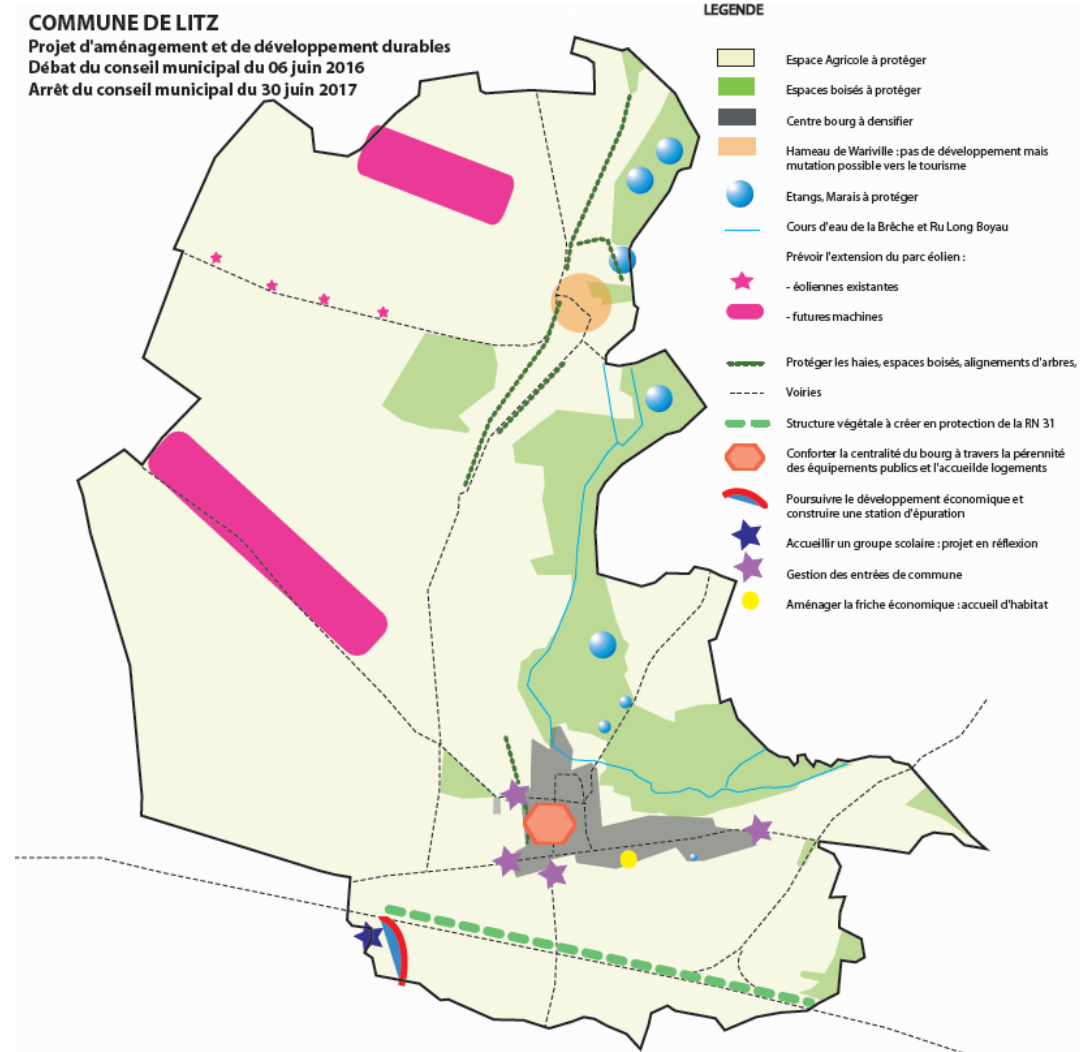 COMMUNE DE LITZ
Projet d'aménagement et de développement durables
Débat du conseil municipal du 06 juin 2016
Arrêt du conseil municipal du 30 juin 2017
LEGENDE
Espace Agricole à protéger
Espaces boisés à protéger
Centre bourg à densifier
Hameau de Wariville : pas de développement mais
mutation possible vers le tourisme
Etangs, Marais à protéger
Cours d'eau de la Brêche et Ru Long Boyau
Prévoir l'extension du parc éolien :
- éoliennes existantes
- futures machines
Protéger les haies, espaces boisés, alignements d'arbres,
Voiries
Structure végétale à créer en protection de la RN 31
Conforter la centralité du bourg à travers la pérennité
des équipements publics et l'accueilde logements
Poursuivre le développement économique et
construire une station d'épuration
Accueillir un groupe scolaire : projet en réflexion
Gestion des entrées de commune
Aménager la friche économique : accueil d'habitat